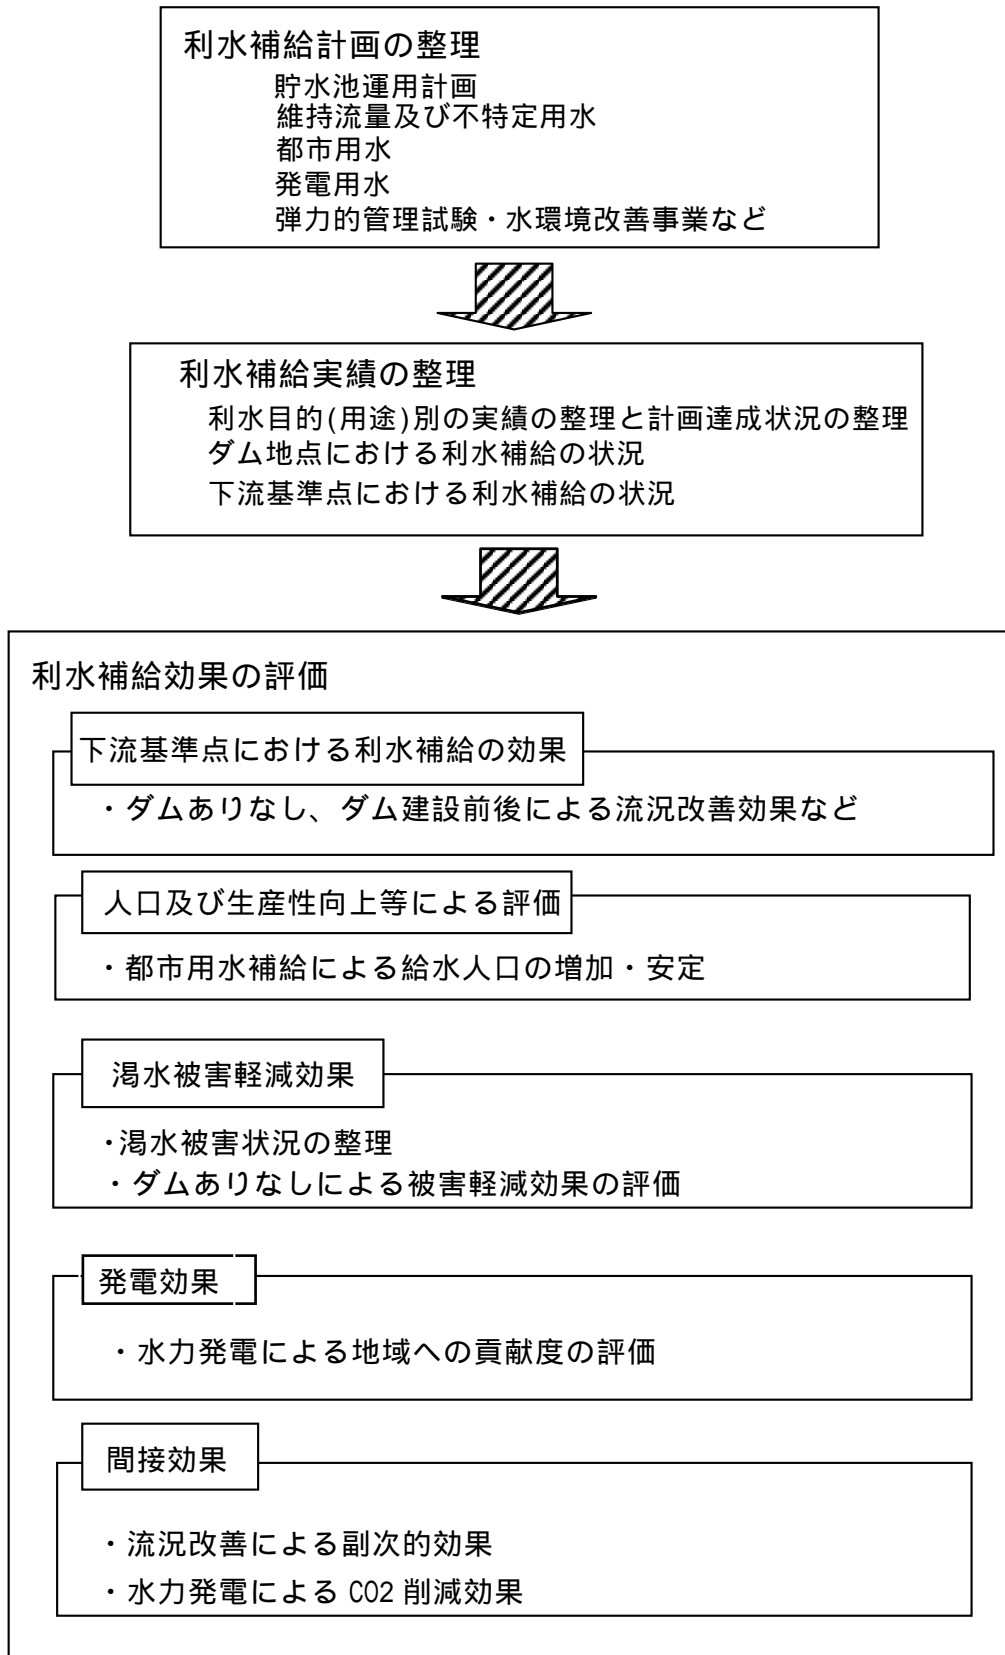 利水補給計画の整理
貯水池運用計画
維持流量及び不特定用水
都市用水
発電用水
弾力的管理試験・水環境改善事業など
利水補給実績の整理
利水目的(用途)別の実績の整理と計画達成状況の整理
ダム地点における利水補給の状況
下流基準点における利水補給の状況
利水補給効果の評価
下流基準点における利水補給の効果
・ダムありなし、ダム建設前後による流況改善効果など
人口及び生産性向上等による評価
・都市用水補給による給水人口の増加・安定
渇水被害軽減効果
・渇水被害状況の整理
・ダムありなしによる被害軽減効果の評価
発電効果
・水力発電による地域への貢献度の評価
間接効果
・流況改善による副次的効果
・水力発電による CO2 削減効果